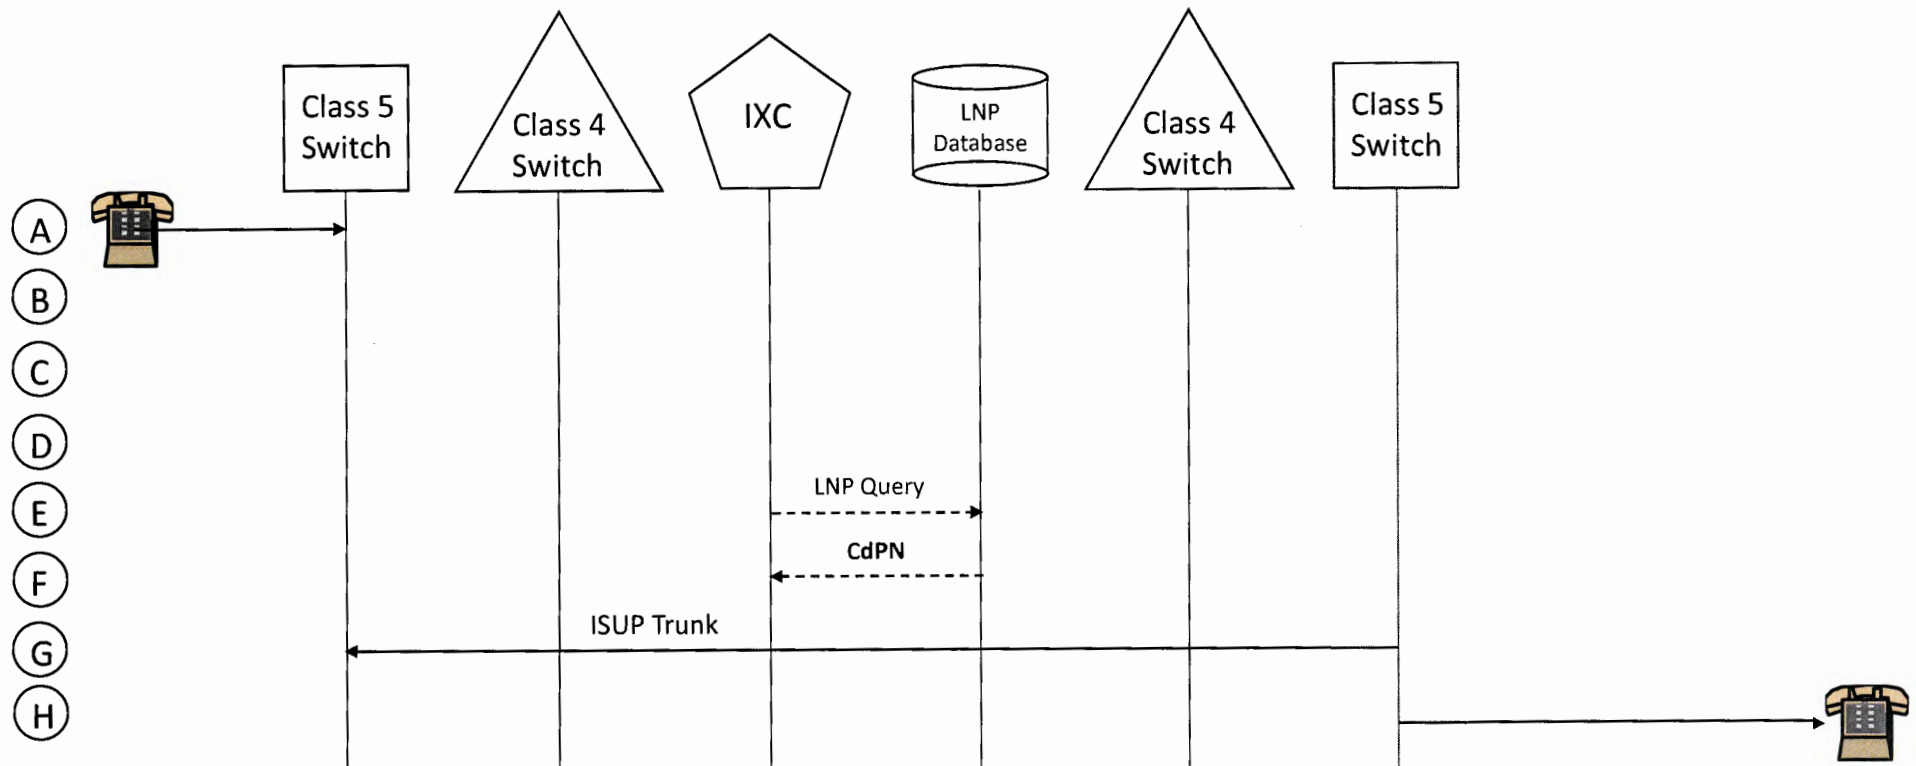 Class 5
Switch
Class 4
Switch
IXC
LNP
Database
Class 4
Switch
Class 5
Switch
A
B
C
D
E
LNP Query
F
CdPN
G
ISUP Trunk
H